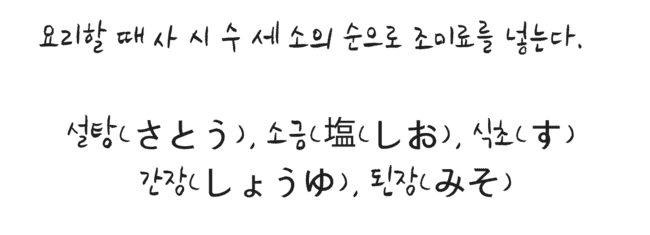 요리할 때 사 시 수 세 소의 순으로 조미료를 넣는다.
설탕(さとう), 소금(塩(しお), 식초(す)
간장(しょうゆ), 된장(みそ)